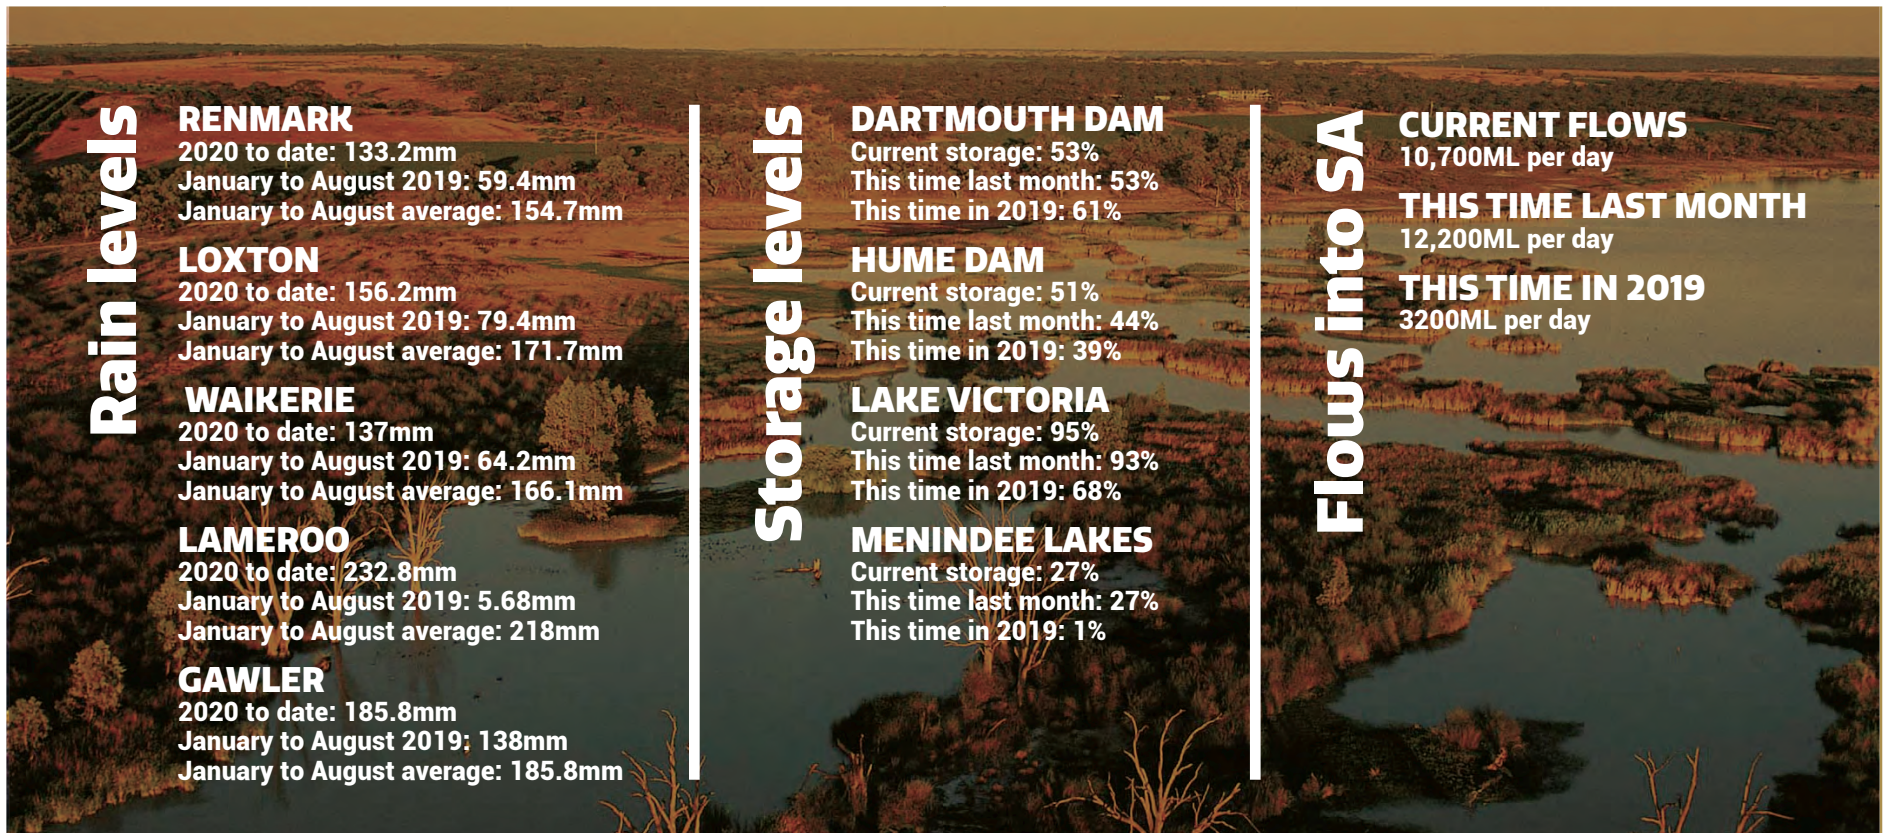 Rain levels
RENMARK
2020 to date: 133.2mm
January to August 2019: 59.4mm
January to August average: 154.7mm
LOXTON
2020 to date: 156.2mm
January to August 2019: 79.4mm
January to August average: 171.7mm
WAIKERIE
2020 to date: 137mm
January to August 2019: 64.2mm
January to August average: 166.1mm
LAMEROO
2020 to date: 232.8mm
January to August 2019: 5.68mm
January to August average: 218mm
GAWLER
2020 to date: 185.8mm
January to August 2019: 138mm
January to August average: 185.8mm
Storage levels
DARTMOUTH DAM
Current storage: 53%
This time last month: 53%
This time in 2019: 61%
HUME DAM
Current storage: 51%
This time last month: 44%
This time in 2019: 39%
LAKE VICTORIA
Current storage: 95%
This time last month: 93%
This time in 2019: 68%
MENINDEE LAKES
Current storage: 27%
This time last month: 27%
This time in 2019: 1%
Flows into SA
CURRENT FLOWS
10,700ML per day
THIS TIME LAST MONTH
12,200ML per day
THIS TIME IN 2019
3200ML per day